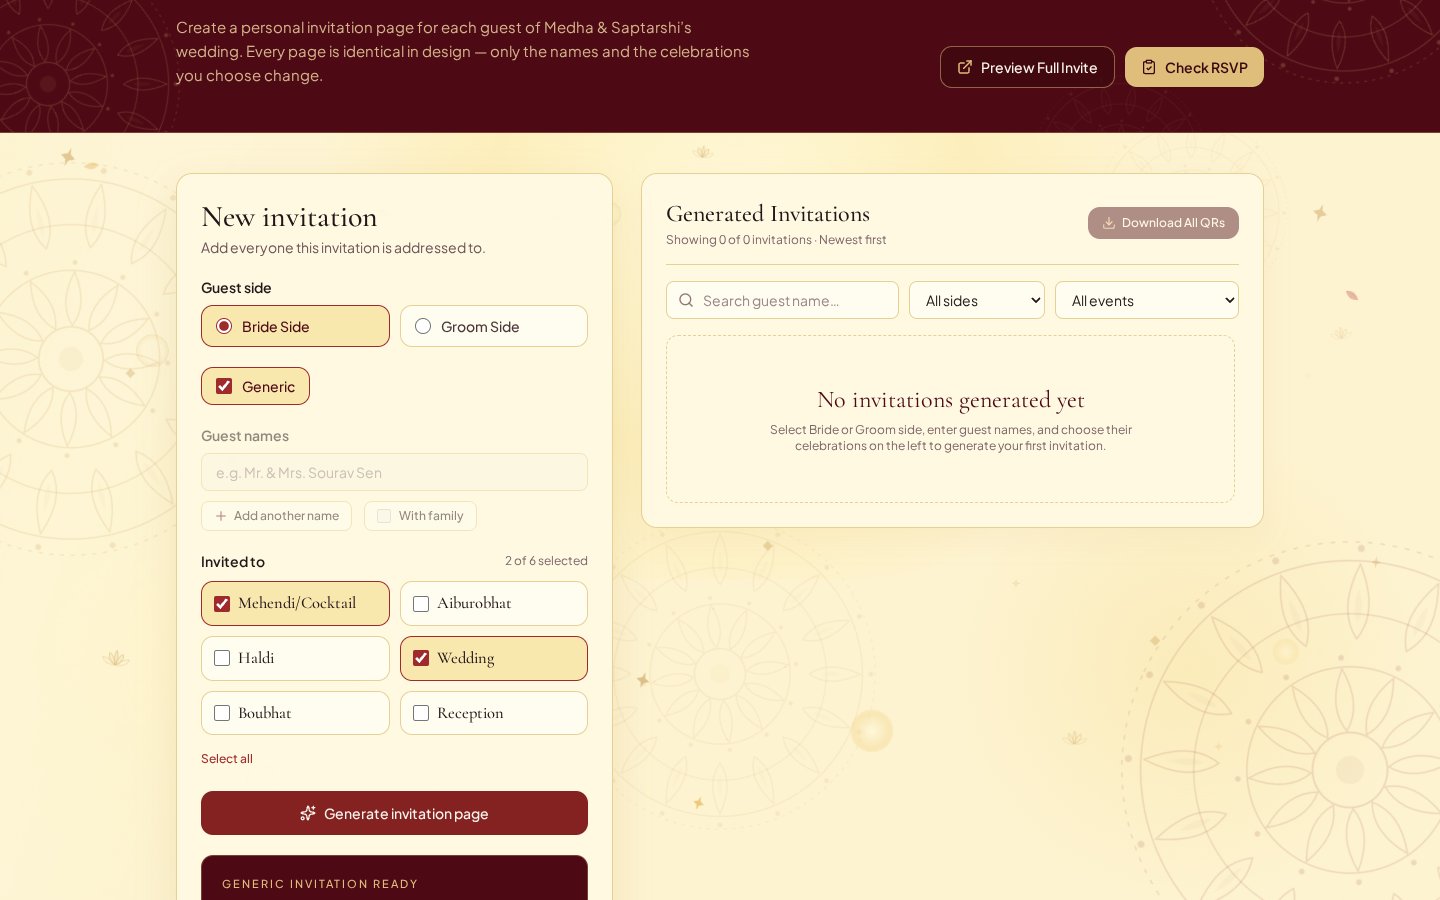 Create a personal invitation page for each guest of Medha & Saptarshi's
wedding. Every page is identical in design — only the names and the celebrations
you choose change.
Preview Full Invite
Check RSVP
New invitation
Add everyone this invitation is addressed to.
Guest side
Bride Side
Groom Side
Generic
Guest names
e.g. Mr. & Mrs. Sourav Sen
Add another name
With family
Invited to
2 of 6 selected
Mehendi/Cocktail
Aiburobhat
Haldi
Wedding
Boubhat
Reception
Select all
Generate invitation page
GENERIC INVITATION READY
Generated Invitations
Showing 0 of 0 invitations · Newest first
Download All QRs
Search guest name...
All sides
All events
No invitations generated yet
Select Bride or Groom side, enter guest names, and choose their
celebrations on the left to generate your first invitation.